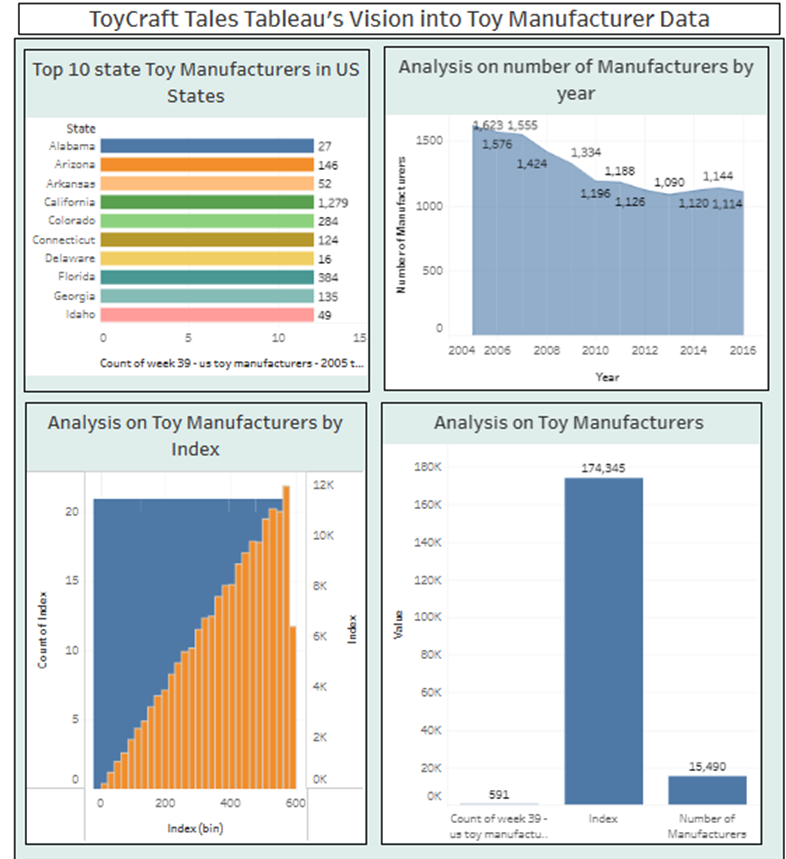 ToyCraft Tales Tableau's Vision into Toy Manufacturer Data
Top 10 state Toy Manufacturers in US
States
State
Alabama 27
Arizona 146
Arkansas 52
California 1,279
Colorado 284
Connecticut 124
Delaware 16
Florida 384
Georgia 135
Idaho 49
0 5 10 15
Count of week 39 - us toy manufacturers - 2005 t...
Analysis on number of Manufacturers by
year
Number of Manufacturers
1500
1000
500
0
1,623 1,555
1,576
1,424
1,334
1,196
1,188
1,126
1,090
1,120
1,144
1,114
2004 2006 2008 2010 2012 2014 2016
Year
Analysis on Toy Manufacturers by
Index
Count of Index
20
15
10
5
0
12K
10K
8K
6K
4K
2K
0K
Index
0 200 400 600
Index (bin)
Analysis on Toy Manufacturers
Value
180K
160K
140K
120K
100K
80K
60K
40K
20K
0K
591
174,345
15,490
Count of week 39 -
us toy manufactu..
Index
Number of
Manufacturers